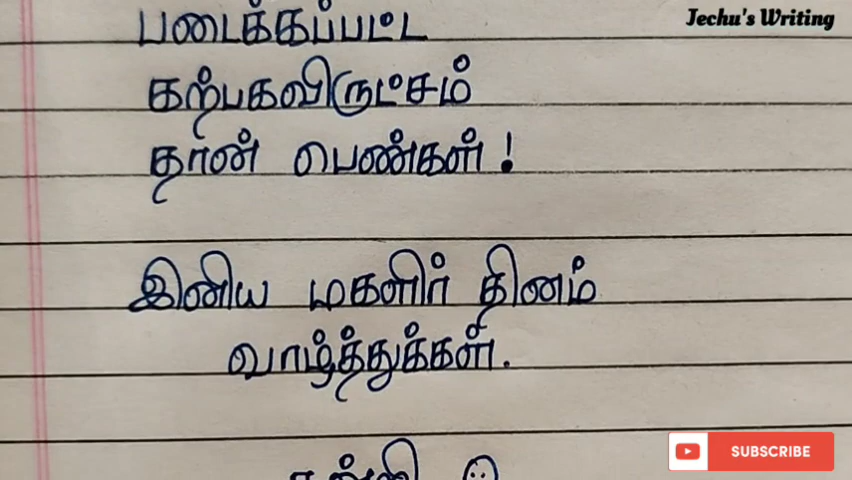 Jechu's Writing
படைக்கப்பட்ட
கற்பகவிருட்சம்
தான் பெண்கள்!
இனிய மகளிர் தினம்
வாழ்த்துக்கள்.
SUBSCRIBE